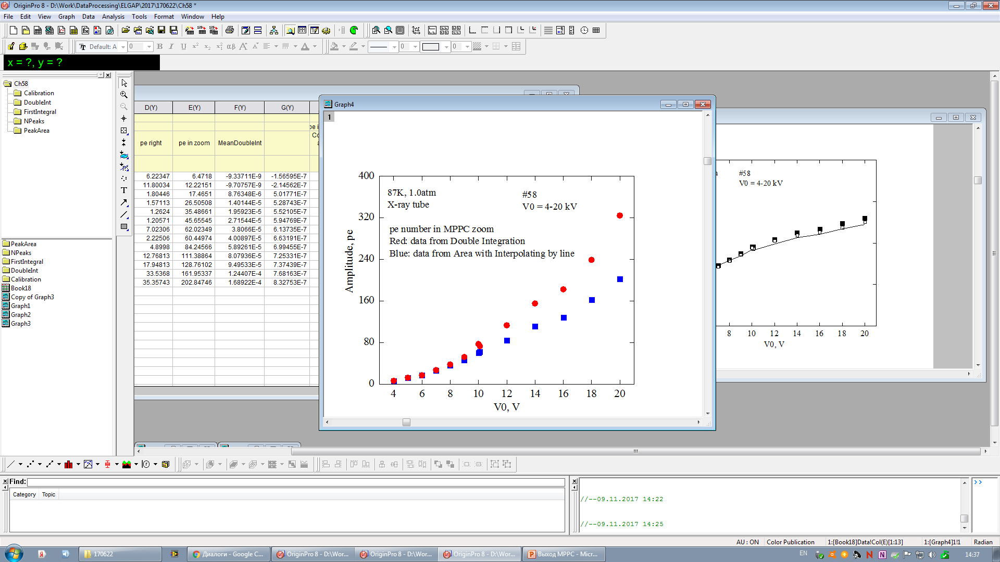 OriginPro 8 - D:\Work\DataProcessing\ELGAP\2017\170622\Ch58 *
File Edit View Graph Data Analysis Tools Format Window Help
Default: A 0 B I U 0 0
x = ?, y = ?
Ch58
Calibration
DoubleInt
FirstIntegral
NPeaks
PeakArea
PeakArea
NPeaks
FirstIntegral
DoubleInt
Calibration
Book18
Copy of Graph3
Graph1
Graph2
Graph3
D(Y) E(Y) F(Y) G(Y)
pe right pe in zoom MeanDoubleInt
6.22347 6.4718 -9.33711E-9 -1.56595E-7
11.80034 12.22151 -9.70757E-9 -2.14562E-7
1.80446 17.4651 8.76348E-6 5.01771E-7
1.57113 26.50508 1.40144E-5 5.28743E-7
1.2624 35.48661 1.95923E-5 5.52105E-7
1.20571 45.65545 2.71544E-5 5.94769E-7
7.02306 62.02349 3.8066E-5 6.13735E-7
2.22506 60.44974 4.00897E-5 6.63191E-7
4.8998 84.24566 5.89261E-5 6.99455E-7
12.76813 111.38864 8.07936E-5 7.25331E-7
17.94813 128.76102 9.49533E-5 7.37439E-7
33.5368 161.95337 1.24407E-4 7.68163E-7
35.35743 202.84746 1.68922E-4 8.32753E-7
Graph4
1
400
320
240
160
80
0
Amplitude, pe
87K, 1.0atm
X-ray tube
#58
V0 = 4-20 kV
pe number in MPPC zoom
Red: data from Double Integration
Blue: data from Area with Interpolating by line
4 6 8 10 12 14 16 18 20
V0, V
#58
V0 = 4-20 kV
8 10 12 14 16 18 20
V0, V
Find:
Category Topic
//--09.11.2017 14:22
//--09.11.2017 14:25
>>
AU : ON Color Publication 1:[Book18]Data!Col(E)[1:13] 1:[Graph4]1!1 Radian
170622
Диалоги - Google C...
OriginPro 8 - D:\Wor...
OriginPro 8 - D:\Wor...
OriginPro 8 - D:\Wor...
Выход MPPC - Micr...
EN
14:37